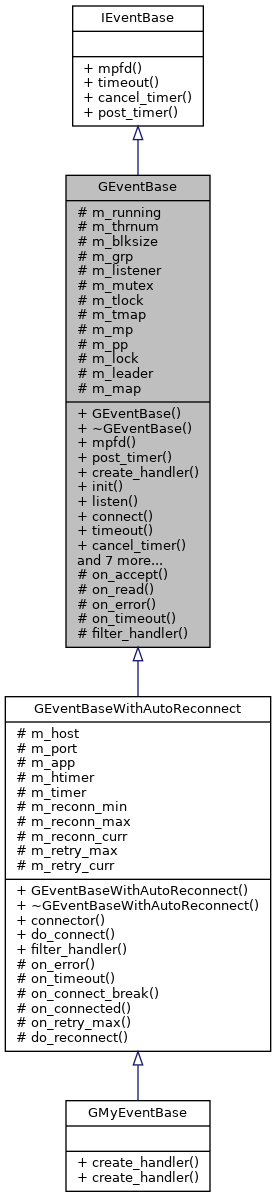 IEventBase
+ mpfd()
+ timeout()
+ cancel_timer()
+ post_timer()
GEventBase
# m_running
# m_thrnum
# m_blksize
# m_grp
# m_listener
# m_mutex
# m_tlock
# m_tmap
# m_mp
# m_pp
# m_lock
# m_leader
# m_map
+ GEventBase()
+ ~GEventBase()
+ mpfd()
+ post_timer()
+ create_handler()
+ init()
+ listen()
+ connect()
+ timeout()
+ cancel_timer()
and 7 more...
# on_accept()
# on_read()
# on_error()
# on_timeout()
# filter_handler()
GEventBaseWithAutoReconnect
# m_host
# m_port
# m_app
# m_htimer
# m_timer
# m_reconn_min
# m_reconn_max
# m_reconn_curr
# m_retry_max
# m_retry_curr
+ GEventBaseWithAutoReconnect()
+ ~GEventBaseWithAutoReconnect()
+ connector()
+ do_connect()
+ filter_handler()
# on_error()
# on_timeout()
# on_connect_break()
# on_connected()
# on_retry_max()
# do_reconnect()
GMyEventBase
+ create_handler()
+ create_handler()